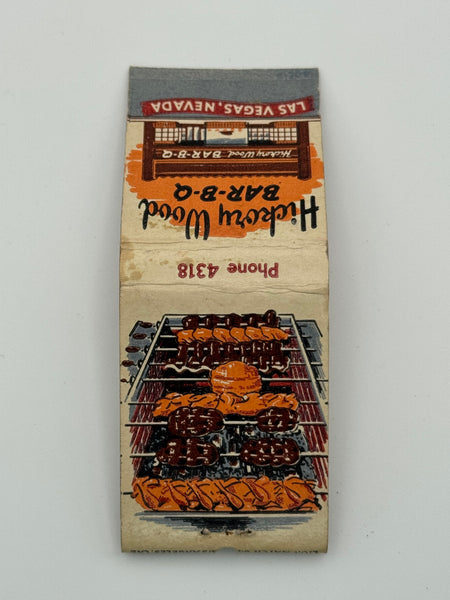 LAS VEGAS, NEVADA
Hickory Wood BAR-B-Q
Hickory Wood
BAR-B-Q
Phone 4318